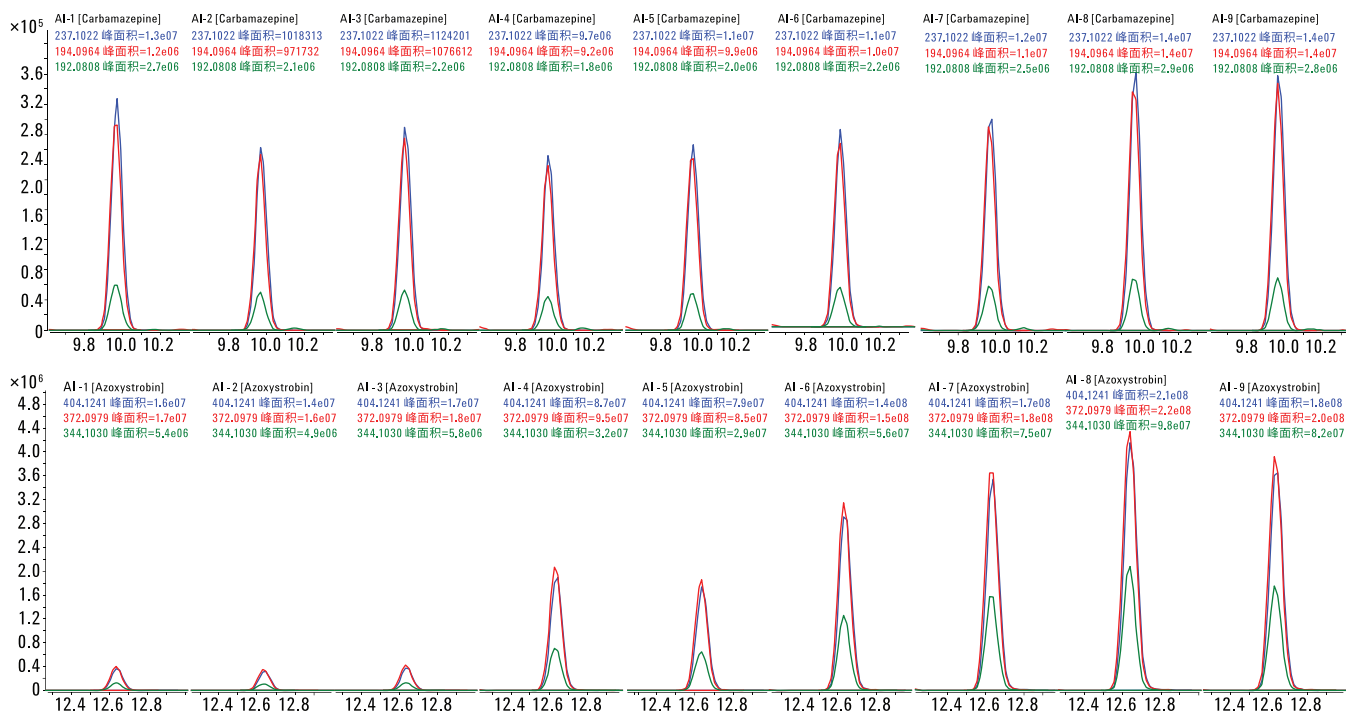 ×10⁵
3.6
3.2
2.8
2.4
2.0
1.6
1.2
0.8
0.4
0
AI-1 [Carbamazepine]
237.1022 峰面积=1.3e07
194.0964 峰面积=1.2e06
192.0808 峰面积=2.7e06
AI-2 [Carbamazepine]
237.1022 峰面积=1018313
194.0964 峰面积=971732
192.0808 峰面积=2.1e06
AI-3 [Carbamazepine]
237.1022 峰面积=1124201
194.0964 峰面积=1076612
192.0808 峰面积=2.2e06
AI-4 [Carbamazepine]
237.1022 峰面积=9.7e06
194.0964 峰面积=9.2e06
192.0808 峰面积=1.8e06
AI-5 [Carbamazepine]
237.1022 峰面积=1.1e07
194.0964 峰面积=9.9e06
192.0808 峰面积=2.0e06
AI-6 [Carbamazepine]
237.1022 峰面积=1.1e07
194.0964 峰面积=1.0e07
192.0808 峰面积=2.2e06
AI-7 [Carbamazepine]
237.1022 峰面积=1.2e07
194.0964 峰面积=1.1e07
192.0808 峰面积=2.5e06
AI-8 [Carbamazepine]
237.1022 峰面积=1.4e07
194.0964 峰面积=1.4e07
192.0808 峰面积=2.9e06
AI-9 [Carbamazepine]
237.1022 峰面积=1.4e07
194.0964 峰面积=1.4e07
192.0808 峰面积=2.8e06
9.8 10.0 10.2 9.8 10.0 10.2 9.8 10.0 10.2 9.8 10.0 10.2 9.8 10.0 10.2 9.8 10.0 10.2 9.8 10.0 10.2 9.8 10.0 10.2 9.8 10.0 10.2
×10⁶
4.8
4.4
4.0
3.6
3.2
2.8
2.4
2.0
1.6
1.2
0.8
0.4
0
AI -1 [Azoxystrobin]
404.1241 峰面积=1.6e07
372.0979 峰面积=1.7e07
344.1030 峰面积=5.4e06
AI -2 [Azoxystrobin]
404.1241 峰面积=1.4e07
372.0979 峰面积=1.6e07
344.1030 峰面积=4.9e06
AI -3 [Azoxystrobin]
404.1241 峰面积=1.7e07
372.0979 峰面积=1.8e07
344.1030 峰面积=5.8e06
AI -4 [Azoxystrobin]
404.1241 峰面积=8.7e07
372.0979 峰面积=9.5e07
344.1030 峰面积=3.2e07
AI -5 [Azoxystrobin]
404.1241 峰面积=7.9e07
372.0979 峰面积=8.5e07
344.1030 峰面积=2.9e07
AI -6 [Azoxystrobin]
404.1241 峰面积=1.4e08
372.0979 峰面积=1.5e08
344.1030 峰面积=5.6e07
AI -7 [Azoxystrobin]
404.1241 峰面积=1.7e08
372.0979 峰面积=1.8e08
344.1030 峰面积=7.5e07
AI -8 [Azoxystrobin]
404.1241 峰面积=2.1e08
372.0979 峰面积=2.2e08
344.1030 峰面积=9.8e07
AI -9 [Azoxystrobin]
404.1241 峰面积=1.8e08
372.0979 峰面积=2.0e08
344.1030 峰面积=8.2e07
12.4 12.6 12.8 12.4 12.6 12.8 12.4 12.6 12.8 12.4 12.6 12.8 12.4 12.6 12.8 12.4 12.6 12.8 12.4 12.6 12.8 12.4 12.6 12.8 12.4 12.6 12.8